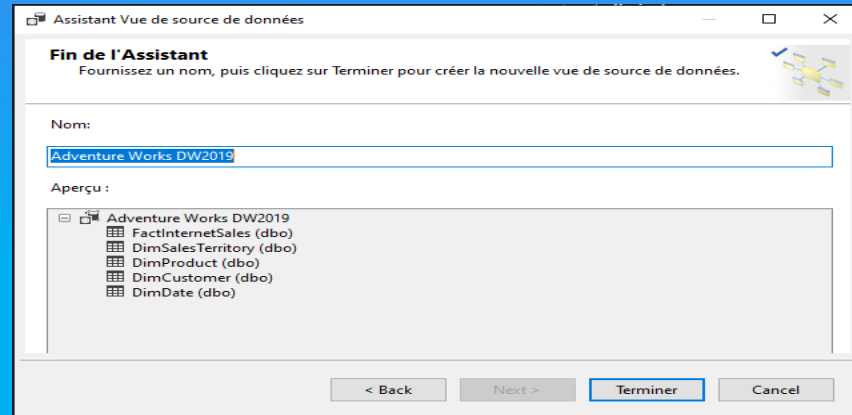 Assistant Vue de source de données
Fin de l'Assistant
Fournissez un nom, puis cliquez sur Terminer pour créer la nouvelle vue de source de données.
Nom:
Adventure Works DW2019
Aperçu :
Adventure Works DW2019
FactInternetSales (dbo)
DimSalesTerritory (dbo)
DimProduct (dbo)
DimCustomer (dbo)
DimDate (dbo)
< Back Next > Terminer Cancel